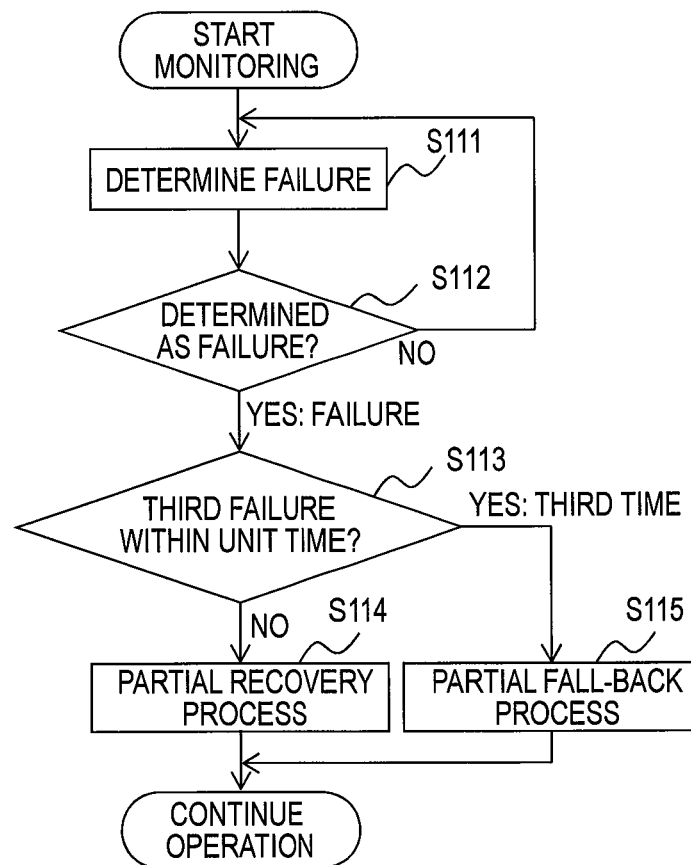 START
MONITORING
S111
DETERMINE FAILURE
S112
DETERMINED
AS FAILURE?
NO
YES: FAILURE
S113
THIRD FAILURE
WITHIN UNIT TIME?
YES: THIRD TIME
NO
S114
PARTIAL RECOVERY
PROCESS
S115
PARTIAL FALL-BACK
PROCESS
CONTINUE
OPERATION